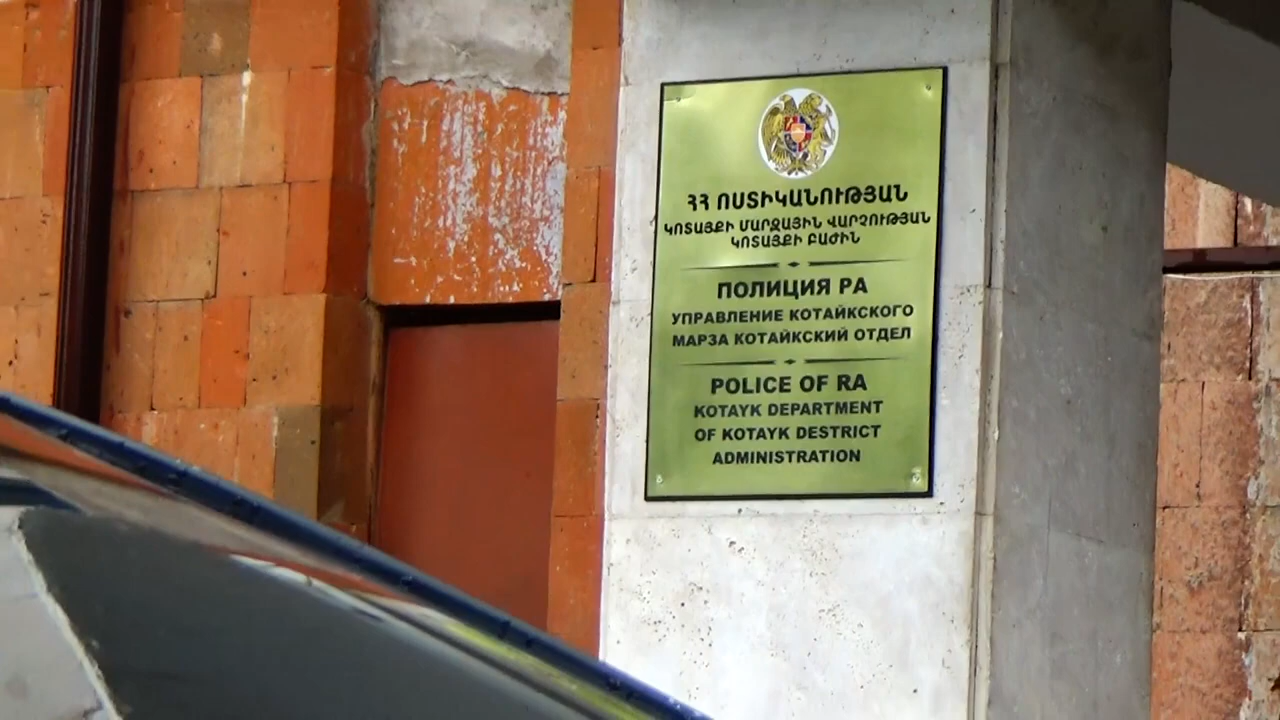 ՀՀ ՈՍՏԻԿԱՆՈՒԹՅԱՆ
ԿՈՏԱՅՔԻ ՄԱՐԶԱՅԻՆ ՎԱՐՉՈՒԹՅԱՆ
ԿՈՏԱՅՔԻ ԲԱԺԻՆ
ПОЛИЦИЯ РА
УПРАВЛЕНИЕ КОТАЙКСКОГО
МАРЗА КОТАЙКСКИЙ ОТДЕЛ
POLICE OF RA
KOTAYK DEPARTMENT
OF KOTAYK DESTRICT
ADMINISTRATION